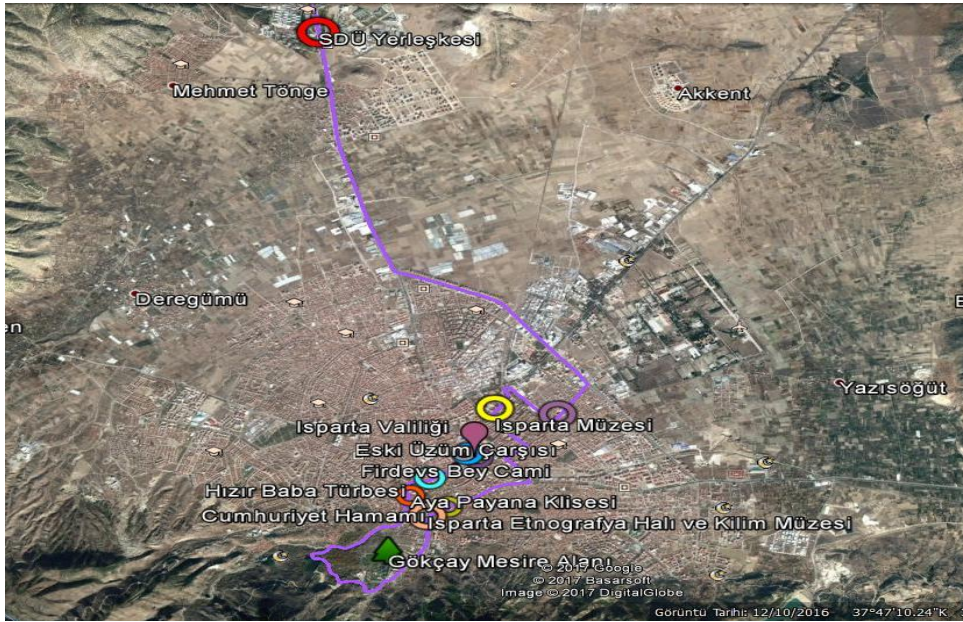 SDÜ Yerleşkesi
Mehmet Tönge
Akkent
Deregümü
en
Yazısöğüt
Isparta Valiliği
Isparta Müzesi
Eski Üzüm Çarşısı
Firdevs Bey Cami
Hızır Baba Türbesi
Aya Payana Klisesi
Cumhuriyet Hamamı
Isparta Etnografya Halı ve Kilim Müzesi
Gökçay Mesire Alanı
© 2017 Google
© 2017 Basarsoft
Image © 2017 DigitalGlobe
Görüntü Tarihi: 12/10/2016 37°47'10.24"K